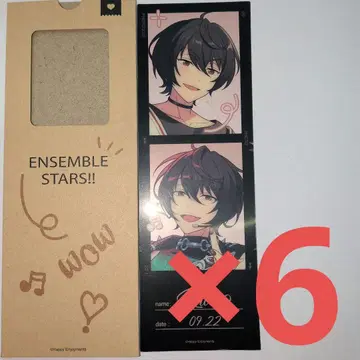 ENSEMBLE
STARS!!
WOW
name :
date : 09.22
×6